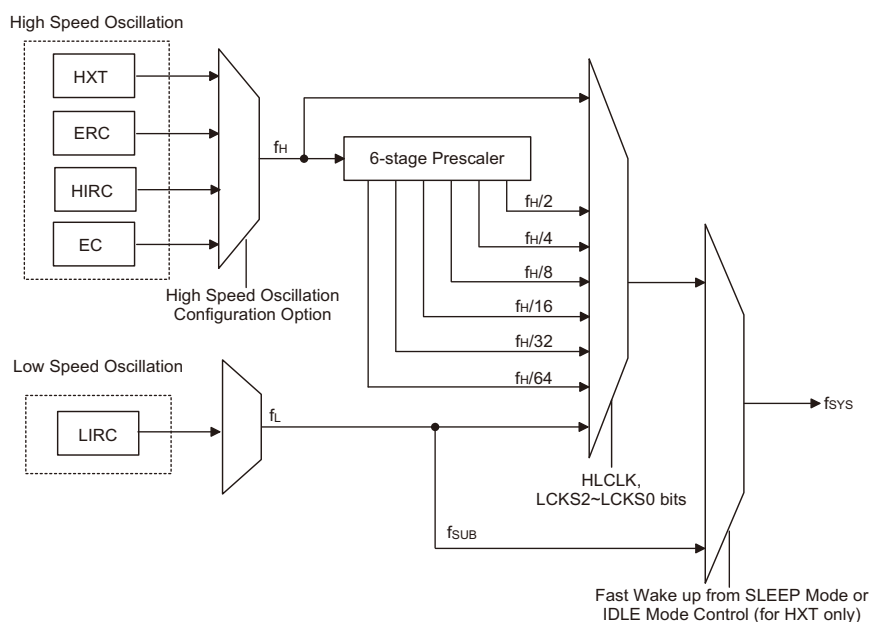 High Speed Oscillation
HXT
ERC
HIRC
EC
fH
6-stage Prescaler
fH/2
fH/4
fH/8
fH/16
fH/32
fH/64
High Speed Oscillation
Configuration Option
Low Speed Oscillation
LIRC
fL
fSUB
HLCLK,
LCKS2~LCKS0 bits
fSYS
Fast Wake up from SLEEP Mode or
IDLE Mode Control (for HXT only)